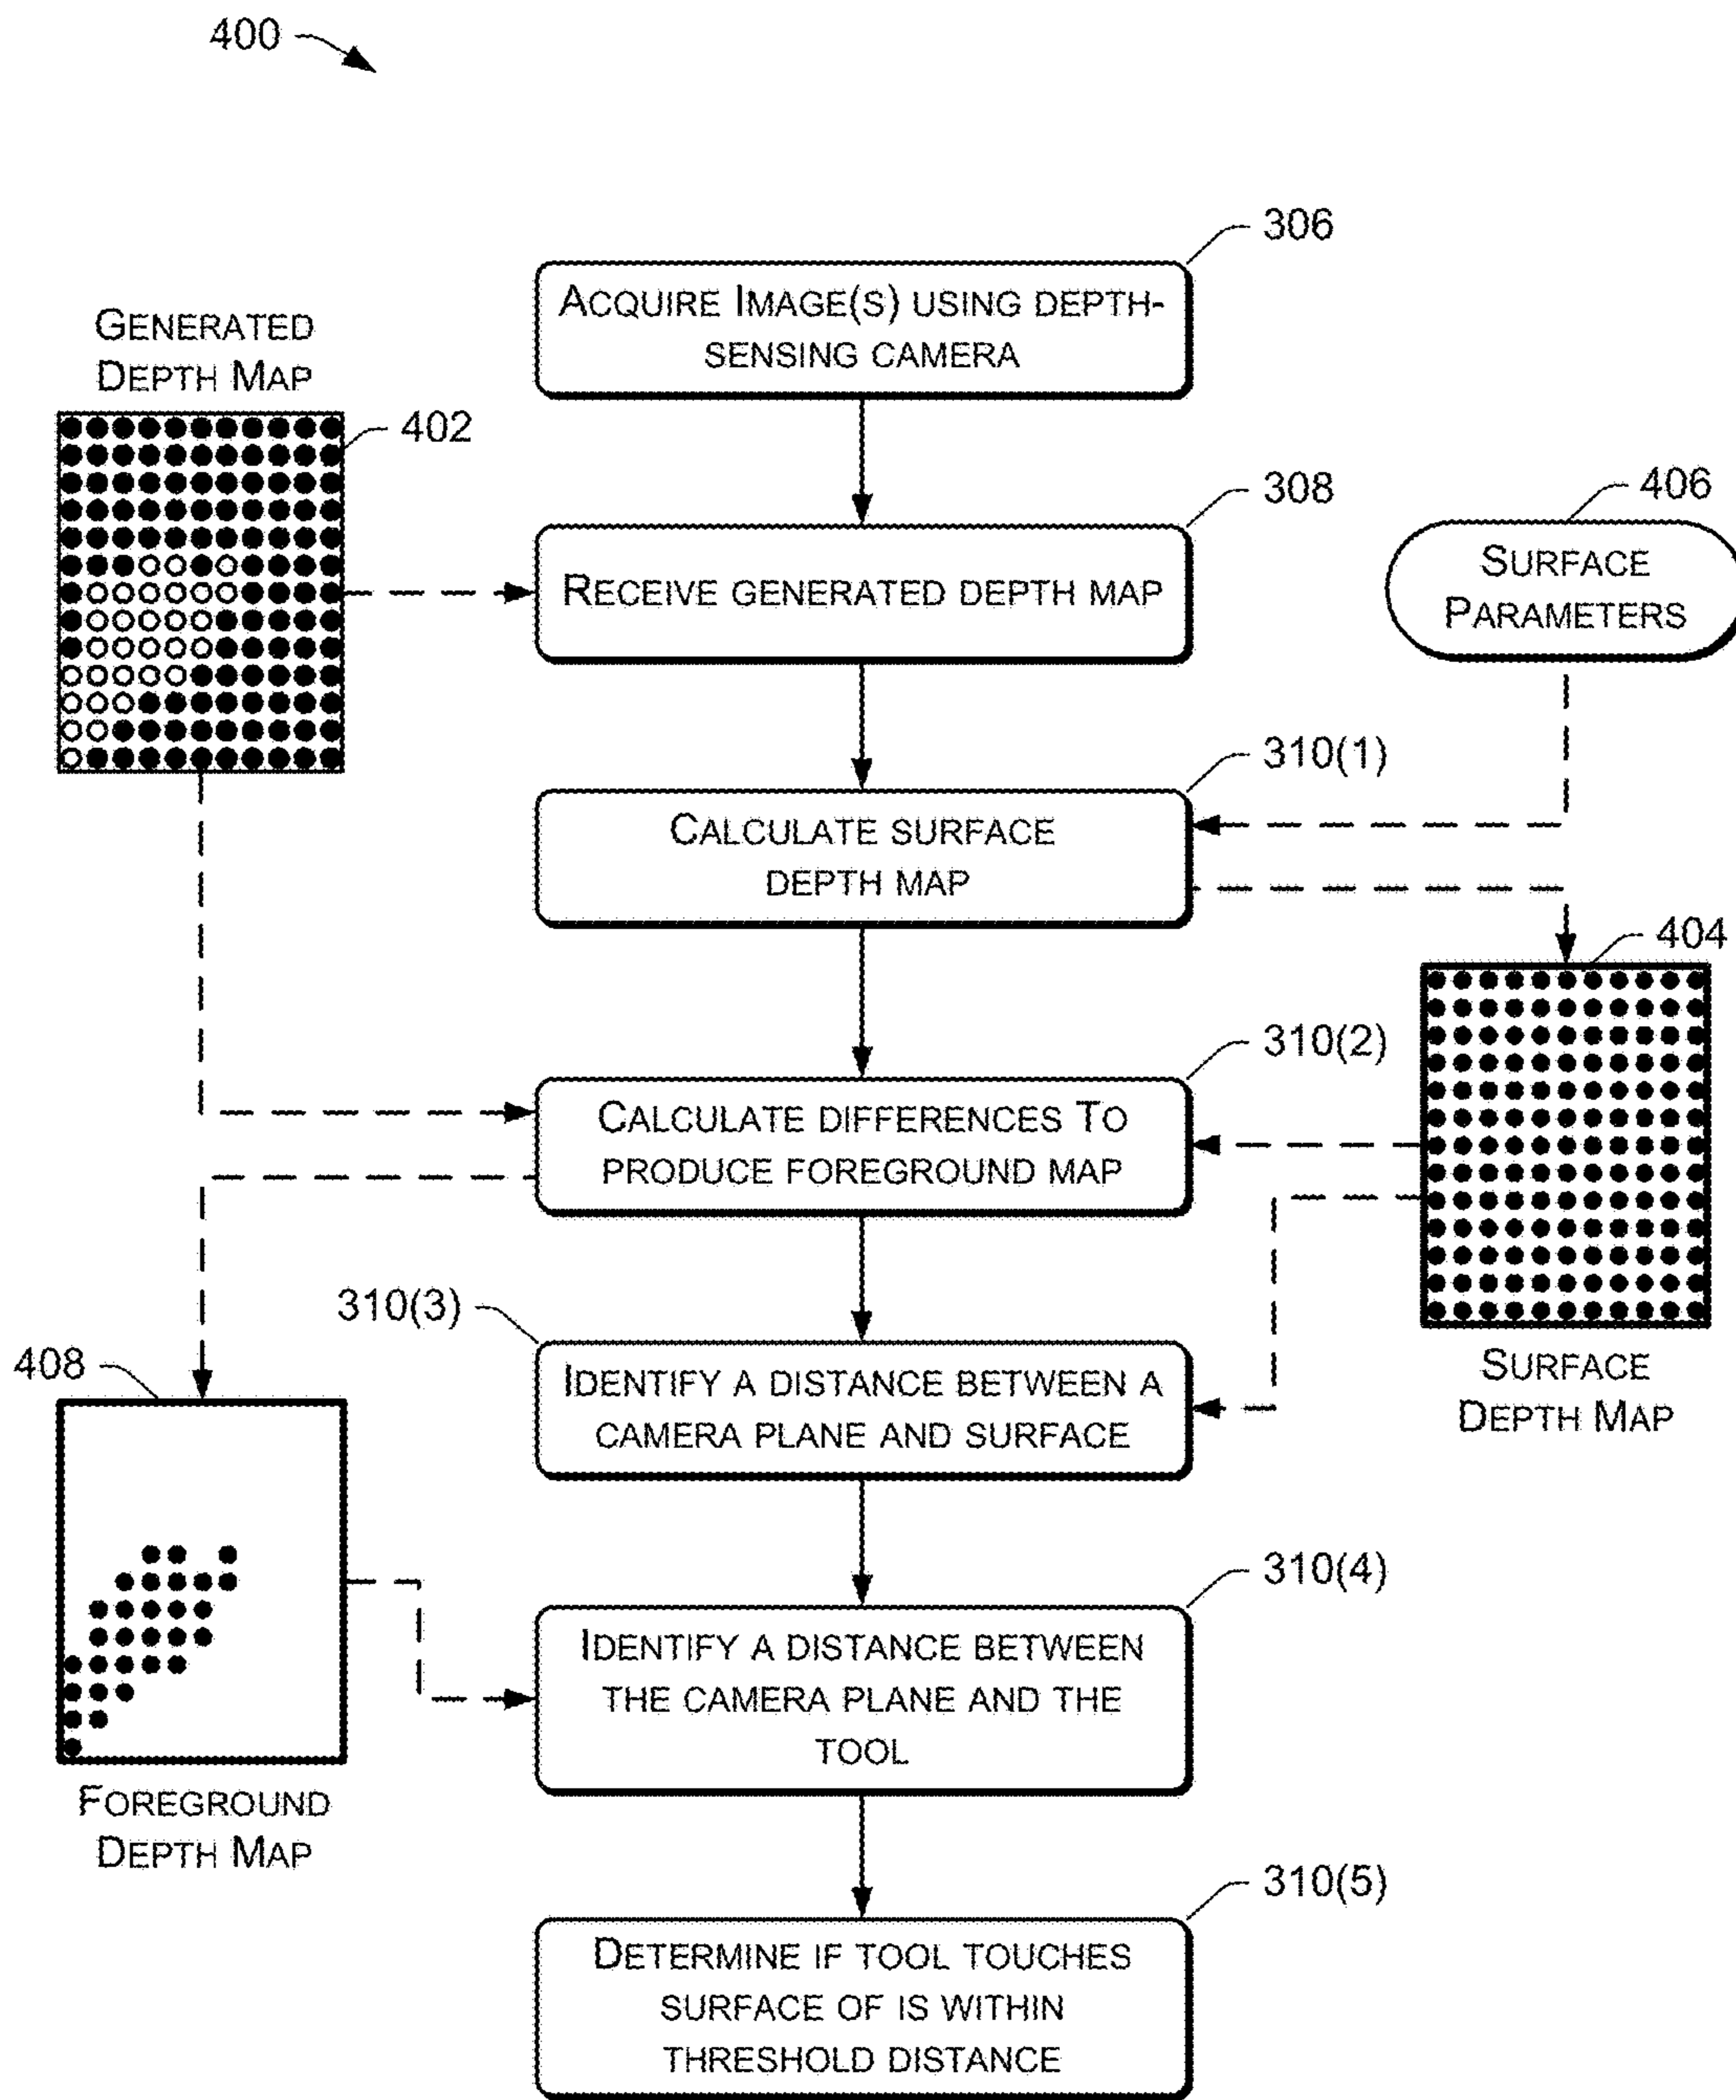 400
306
ACQUIRE IMAGE(S) USING DEPTH-
SENSING CAMERA
GENERATED
DEPTH MAP
402
308
RECEIVE GENERATED DEPTH MAP
406
SURFACE
PARAMETERS
310(1)
CALCULATE SURFACE
DEPTH MAP
404
SURFACE
DEPTH MAP
310(2)
CALCULATE DIFFERENCES TO
PRODUCE FOREGROUND MAP
310(3)
IDENTIFY A DISTANCE BETWEEN A
CAMERA PLANE AND SURFACE
408
FOREGROUND
DEPTH MAP
310(4)
IDENTIFY A DISTANCE BETWEEN
THE CAMERA PLANE AND THE
TOOL
310(5)
DETERMINE IF TOOL TOUCHES
SURFACE OF IS WITHIN
THRESHOLD DISTANCE